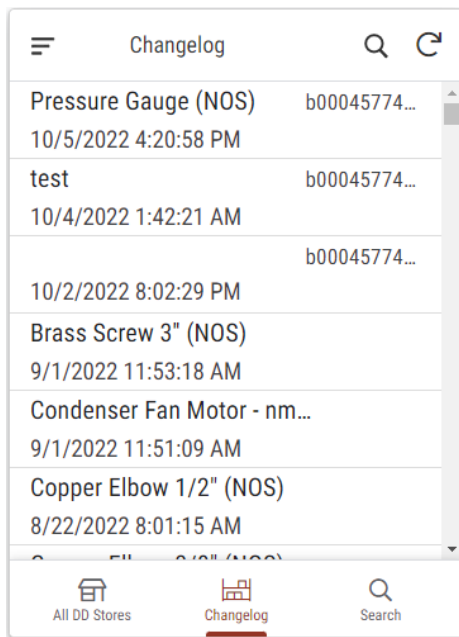 Changelog
Pressure Gauge (NOS) b00045774...
10/5/2022 4:20:58 PM
test b00045774...
10/4/2022 1:42:21 AM
b00045774...
10/2/2022 8:02:29 PM
Brass Screw 3" (NOS)
9/1/2022 11:53:18 AM
Condenser Fan Motor - nm...
9/1/2022 11:51:09 AM
Copper Elbow 1/2" (NOS)
8/22/2022 8:01:15 AM
All DD Stores Changelog Search